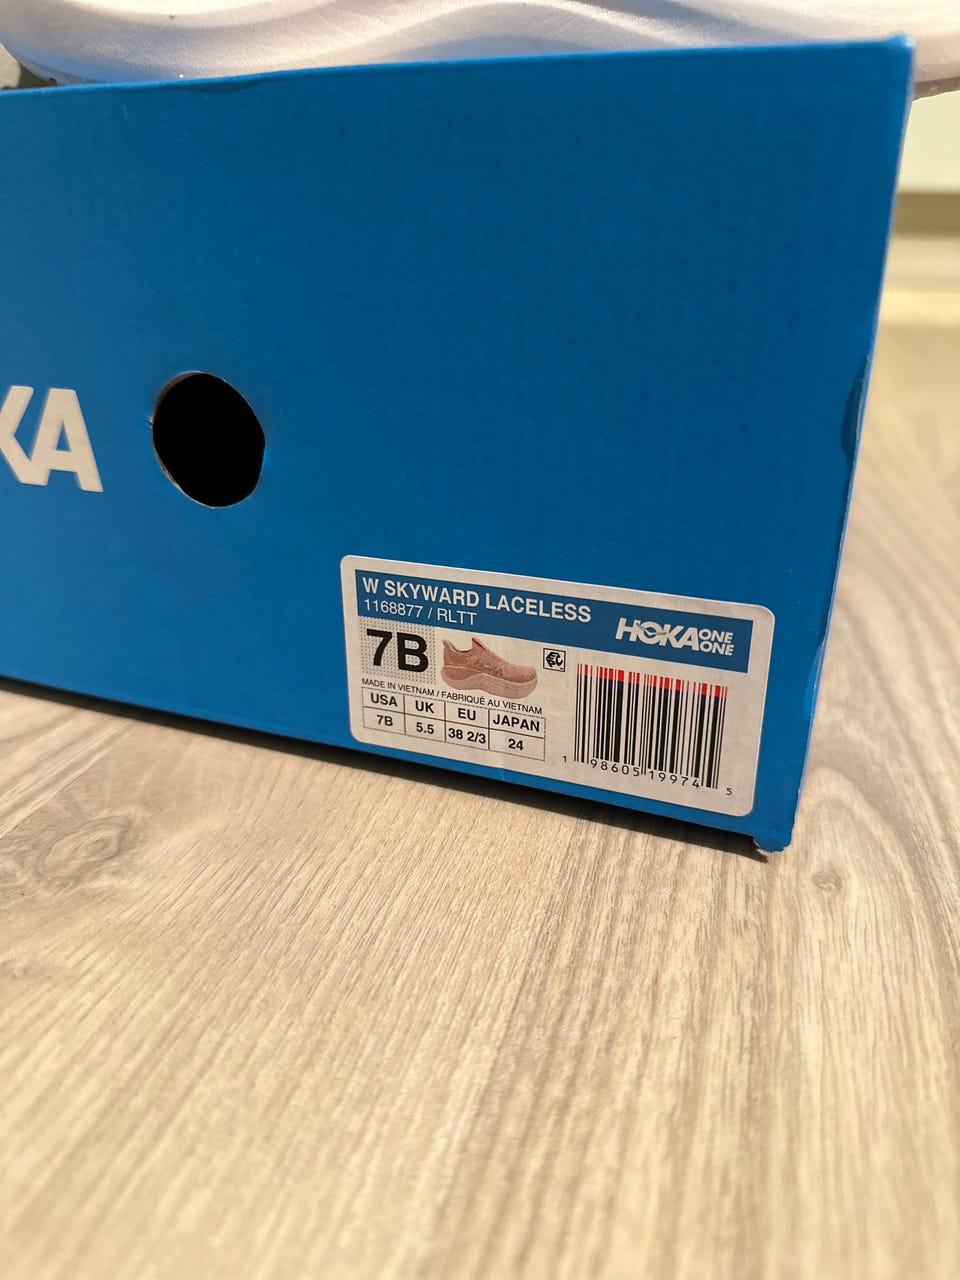 KA
W SKYWARD LACELESS
1168877 / RLTT
HOKA ONE ONE
7B
MADE IN VIETNAM / FABRIQUÉ AU VIETNAM
USA UK EU JAPAN
7B 5.5 38 2/3 24
1 98605 19974 5